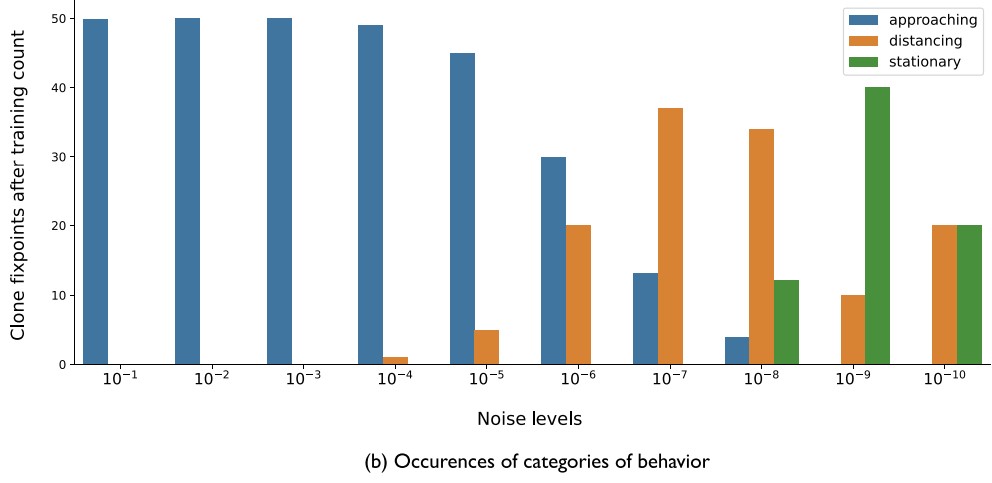 Clone fixpoints after training count
50
40
30
20
10
0
approaching
distancing
stationary
10⁻¹ 10⁻² 10⁻³ 10⁻⁴ 10⁻⁵ 10⁻⁶ 10⁻⁷ 10⁻⁸ 10⁻⁹ 10⁻¹⁰
Noise levels
(b) Occurences of categories of behavior